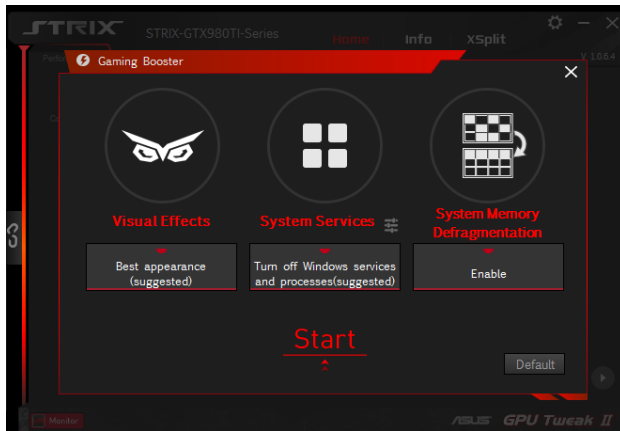 STRIX
STRIX-GTX980TI-Series
Home
Info
XSplit
V 1.0.6.4
Gaming Booster
Visual Effects
System Services
System Memory
Defragmentation
Best appearance
(suggested)
Turn off Windows services
and processes(suggested)
Enable
Start
Default
Monitor
ASUS GPU Tweak II